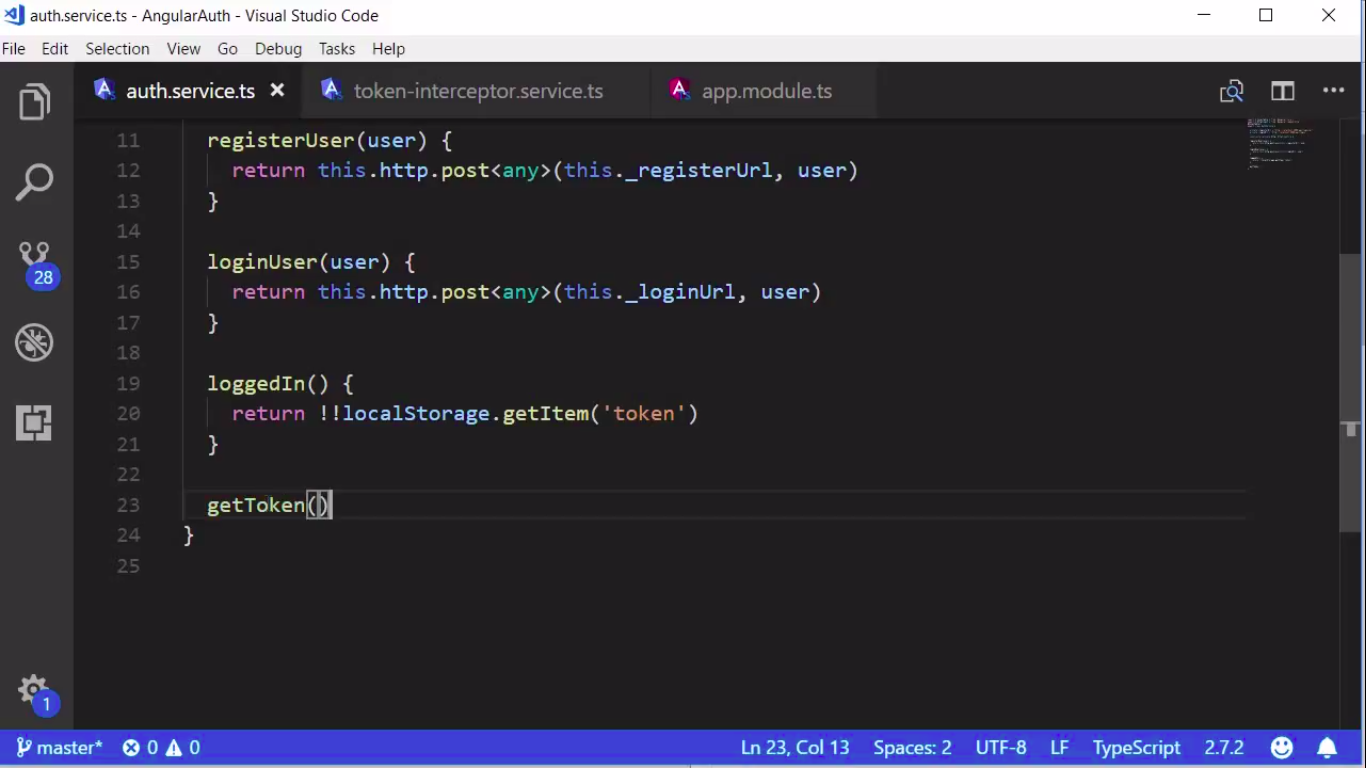 auth.service.ts - AngularAuth - Visual Studio Code
File Edit Selection View Go Debug Tasks Help
auth.service.ts token-interceptor.service.ts app.module.ts
11 registerUser(user) {
12 return this.http.post<any>(this._registerUrl, user)
13 }
14
15 loginUser(user) {
16 return this.http.post<any>(this._loginUrl, user)
17 }
18
19 loggedIn() {
20 return !!localStorage.getItem('token')
21 }
22
23 getToken()
24 }
25
28
1
master* 0 0 Ln 23, Col 13 Spaces: 2 UTF-8 LF TypeScript 2.7.2